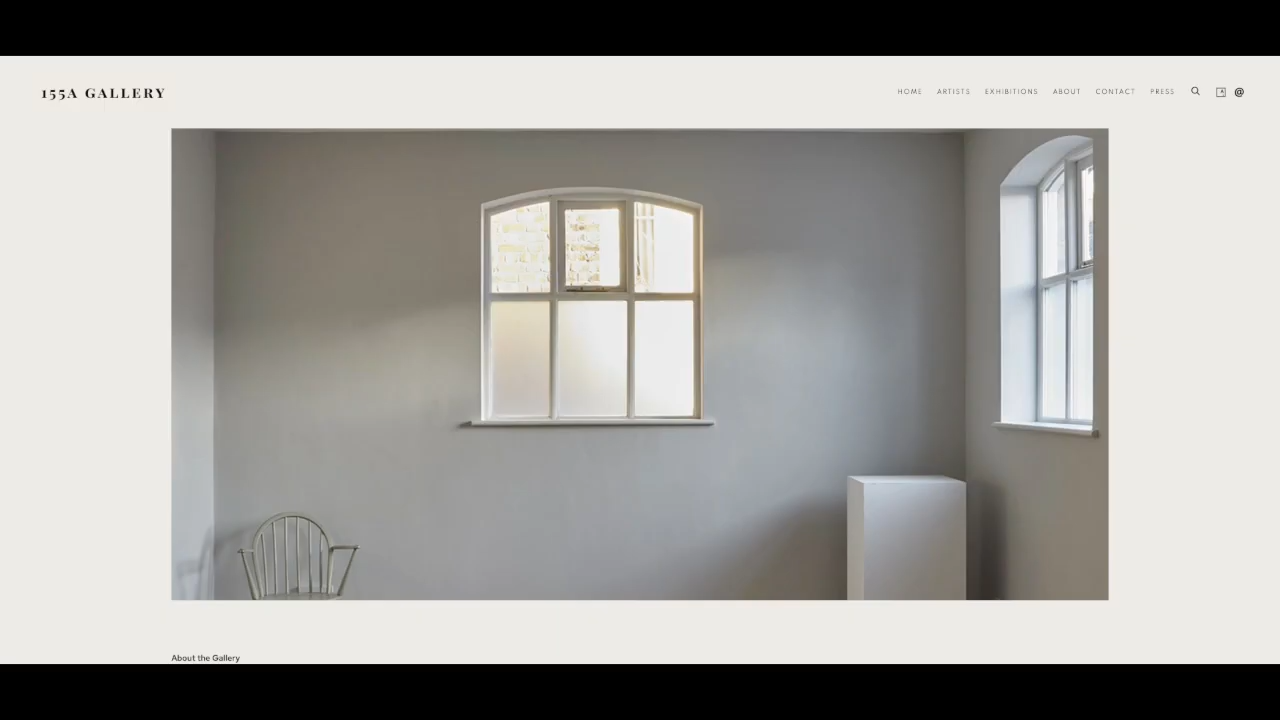 155A GALLERY
HOME ARTISTS EXHIBITIONS ABOUT CONTACT PRESS
About the Gallery